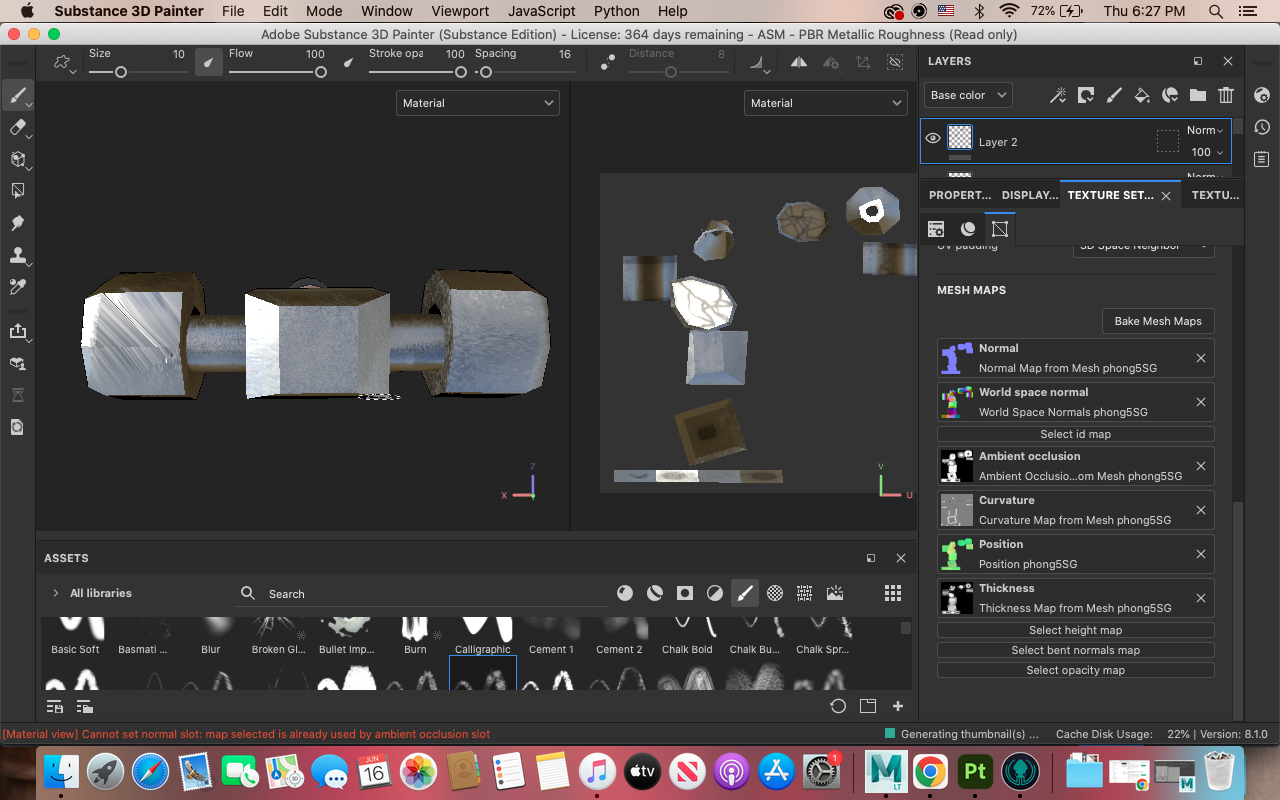 Substance 3D Painter File Edit Mode Window Viewport JavaScript Python Help 72% Thu 6:27 PM
Adobe Substance 3D Painter (Substance Edition) - License: 364 days remaining - ASM - PBR Metallic Roughness (Read only)
Size 10 Flow 100 Stroke opa 100 Spacing 16 Distance 8
LAYERS
Material
Material
Base color
Layer 2
Norm
100
Norm
PROPERT... DISPLAY... TEXTURE SET... TEXTU...
UV padding 3D Space Neighbor
MESH MAPS
Bake Mesh Maps
Normal
Normal Map from Mesh phong5SG
World space normal
World Space Normals phong5SG
Select id map
Ambient occlusion
Ambient Occlusio...om Mesh phong5SG
Curvature
Curvature Map from Mesh phong5SG
Position
Position phong5SG
Thickness
Thickness Map from Mesh phong5SG
Select height map
Select bent normals map
Select opacity map
Z
X
V
U
ASSETS
All libraries
Search
Basic Soft Basmati ... Blur Broken Gl... Bullet Imp... Burn Calligraphic Cement 1 Cement 2 Chalk Bold Chalk Bu... Chalk Spr...
[Material view] Cannot set normal slot: map selected is already used by ambient occlusion slot
Generating thumbnail(s) ... Cache Disk Usage: 22% | Version: 8.1.0
JUN
16
tv
1
M
LT
Pt
M